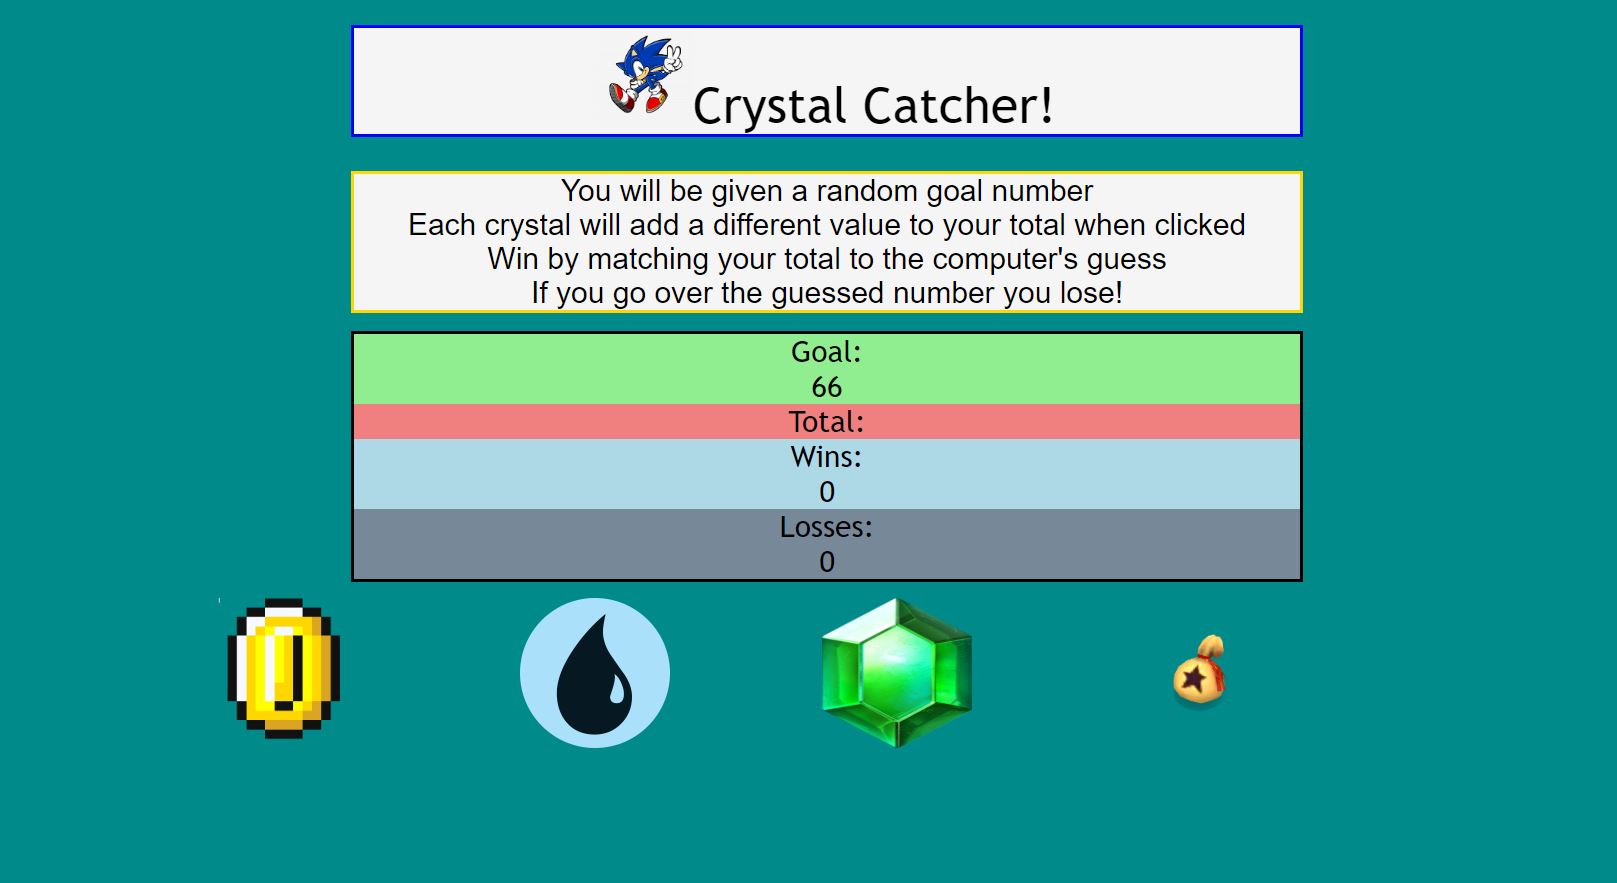 Crystal Catcher!
You will be given a random goal number
Each crystal will add a different value to your total when clicked
Win by matching your total to the computer's guess
If you go over the guessed number you lose!
Goal:
66
Total:
Wins:
0
Losses:
0